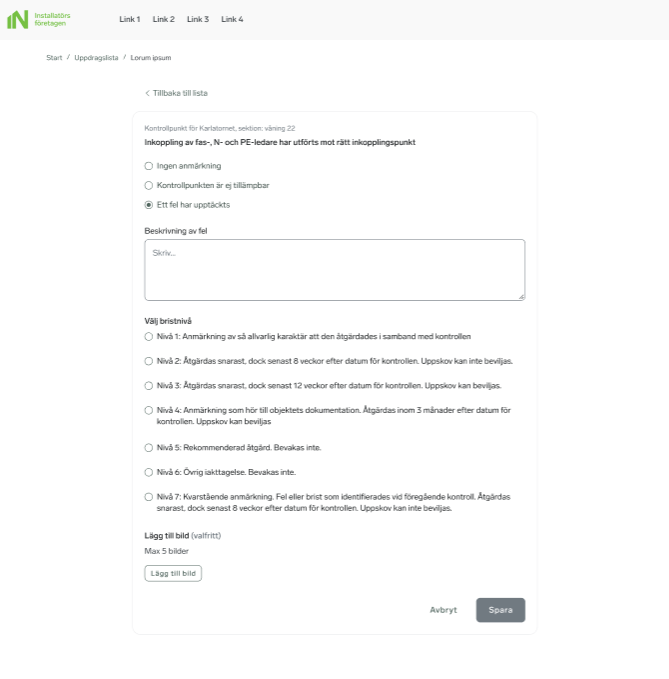 Installatörs
företagen
Link 1 Link 2 Link 3 Link 4
Start / Uppdragslista / Lorum ipsum
< Tillbaka till lista
Kontrollpunkt för Karlatornet, sektion: våning 22
Inkoppling av fas-, N- och PE-ledare har utförts mot rätt inkopplingspunkt
Ingen anmärkning
Kontrollpunkten är ej tillämpbar
Ett fel har upptäckts
Beskrivning av fel
Skriv...
Välj bristnivå
Nivå 1: Anmärkning av så allvarlig karaktär att den åtgärdades i samband med kontrollen
Nivå 2: Åtgärdas snarast, dock senast 8 veckor efter datum för kontrollen. Uppskov kan inte beviljas.
Nivå 3: Åtgärdas snarast, dock senast 12 veckor efter datum för kontrollen. Uppskov kan beviljas.
Nivå 4: Anmärkning som hör till objektets dokumentation. Åtgärdas inom 3 månader efter datum för
kontrollen. Uppskov kan beviljas
Nivå 5: Rekommenderad åtgärd. Bevakas inte.
Nivå 6: Övrig iakttagelse. Bevakas inte.
Nivå 7: Kvarstående anmärkning. Fel eller brist som identifierades vid föregående kontroll. Åtgärdas
snarast, dock senast 8 veckor efter datum för kontrollen. Uppskov kan inte beviljas.
Lägg till bild (valfritt)
Max 5 bilder
Lägg till bild
Avbryt Spara